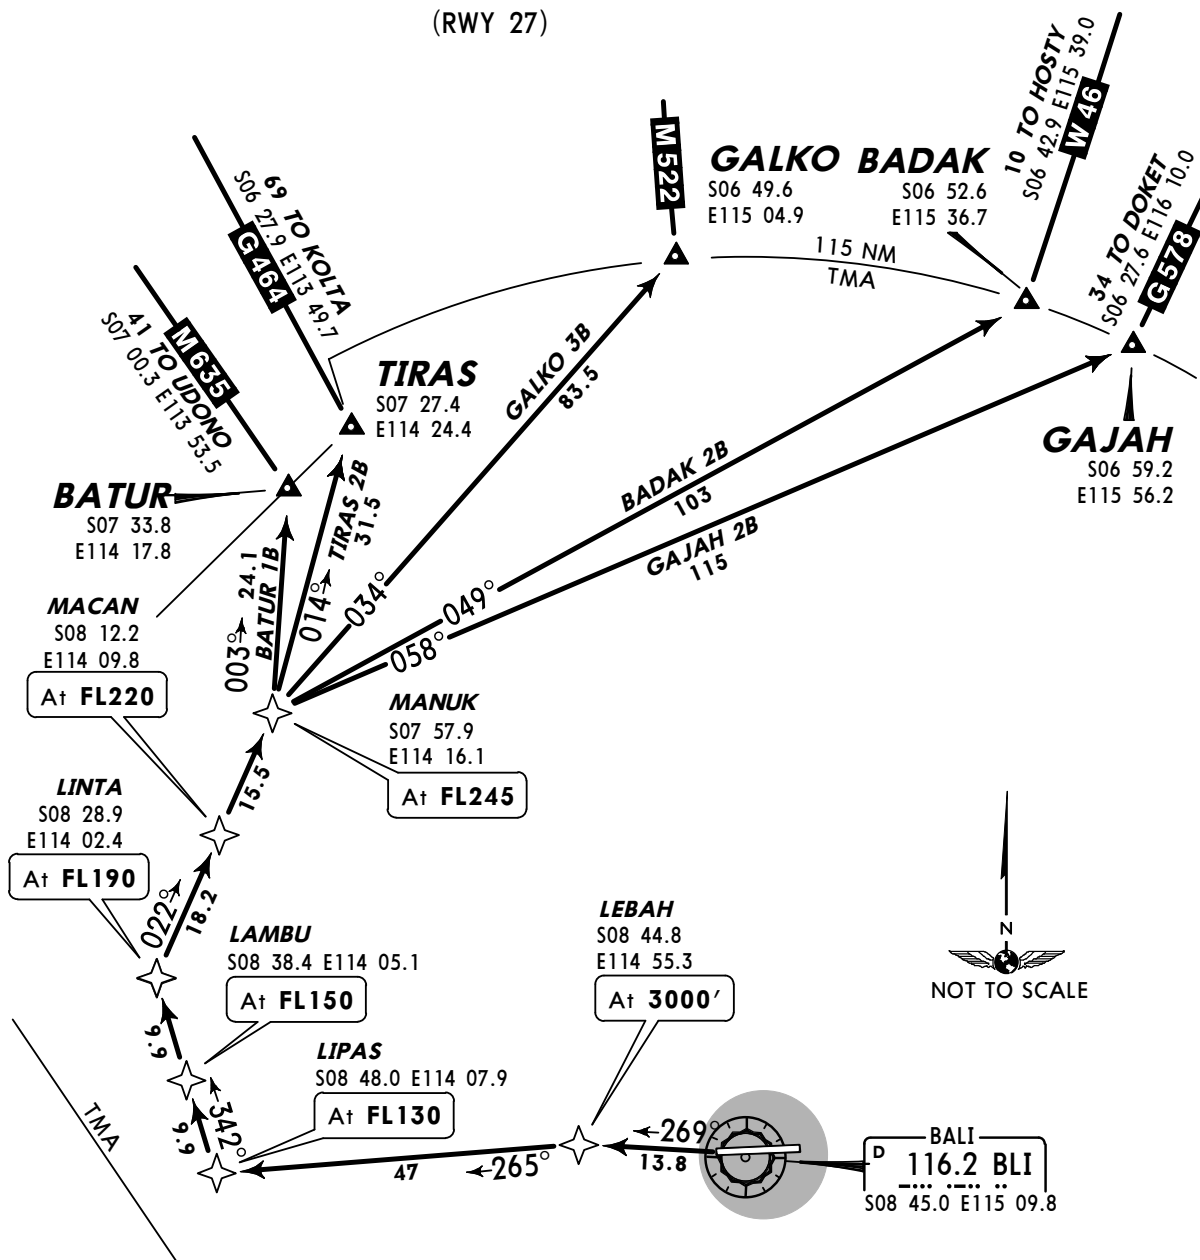 (RWY 27)
M 522
GALKO
S06 49.6
E115 04.9
BADAK
S06 52.6
E115 36.7
10 TO HOSTY
S06 42.9 E115 39.0
W 46
34 TO DOKET
S06 27.6 E116 10.0
G 578
69 TO KOLTA
S06 27.9 E113 49.7
G 464
41 TO UDONO
S07 00.3 E113 53.5
M 635
115 NM
TMA
TIRAS
S07 27.4
E114 24.4
GALKO 3B
83.5
GAJAH
S06 59.2
E115 56.2
BATUR
S07 33.8
E114 17.8
BADAK 2B
103
GAJAH 2B
115
TIRAS 2B
31.5
24.1
BATUR 1B
003°
014°
034°
049°
058°
MACAN
S08 12.2
E114 09.8
At FL220
MANUK
S07 57.9
E114 16.1
At FL245
15.5
LINTA
S08 28.9
E114 02.4
At FL190
022°
18.2
LAMBU
S08 38.4 E114 05.1
At FL150
LEBAH
S08 44.8
E114 55.3
At 3000'
N
NOT TO SCALE
9.9
LIPAS
S08 48.0 E114 07.9
At FL130
TMA
342°
9.9
47
265°
269°
13.8
BALI
D
116.2 BLI
S08 45.0 E115 09.8